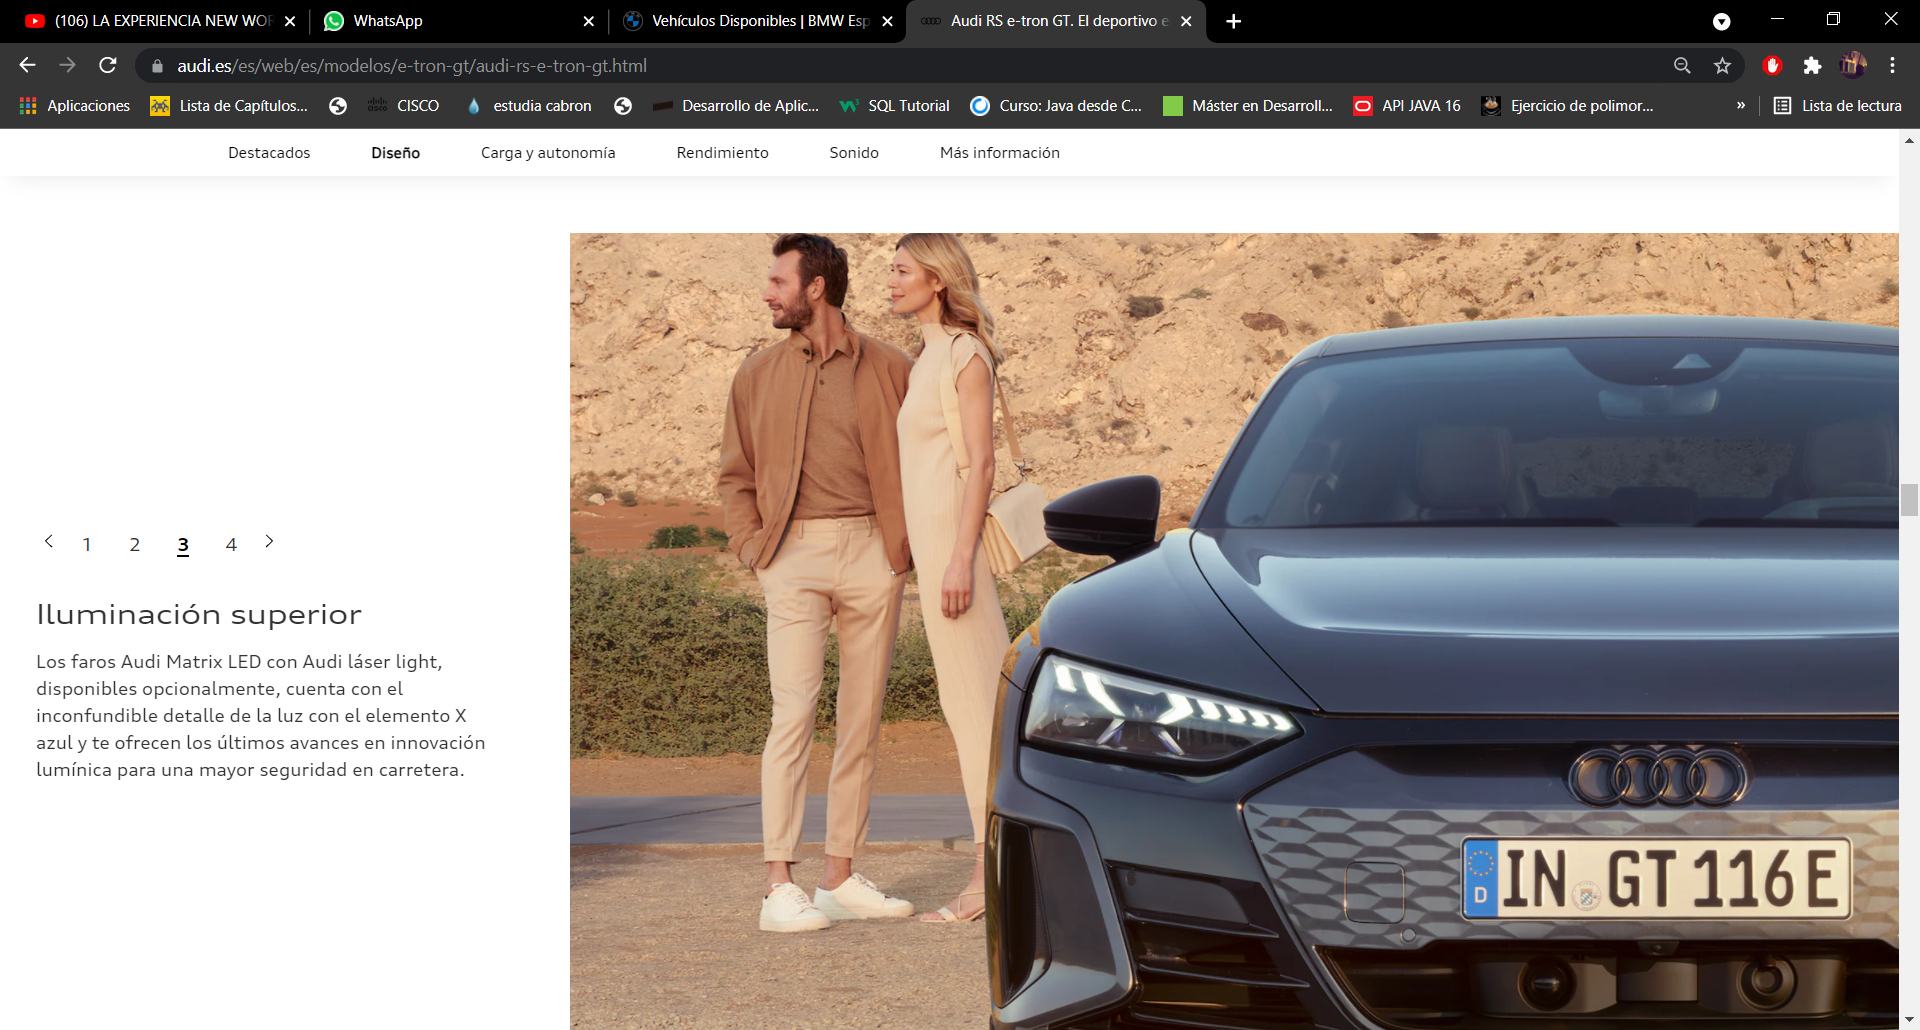 (106) LA EXPERIENCIA NEW WOR
WhatsApp
Vehículos Disponibles | BMW Esp
Audi RS e-tron GT. El deportivo e
audi.es/es/web/es/modelos/e-tron-gt/audi-rs-e-tron-gt.html
Aplicaciones
Lista de Capítulos...
CISCO
estudia cabron
Desarrollo de Aplic...
SQL Tutorial
Curso: Java desde C...
Máster en Desarroll...
API JAVA 16
Ejercicio de polimor...
»
Lista de lectura
Destacados
Diseño
Carga y autonomía
Rendimiento
Sonido
Más información
1 2 3 4
Iluminación superior
Los faros Audi Matrix LED con Audi láser light,
disponibles opcionalmente, cuenta con el
inconfundible detalle de la luz con el elemento X
azul y te ofrecen los últimos avances en innovación
lumínica para una mayor seguridad en carretera.
D IN GT 116 E